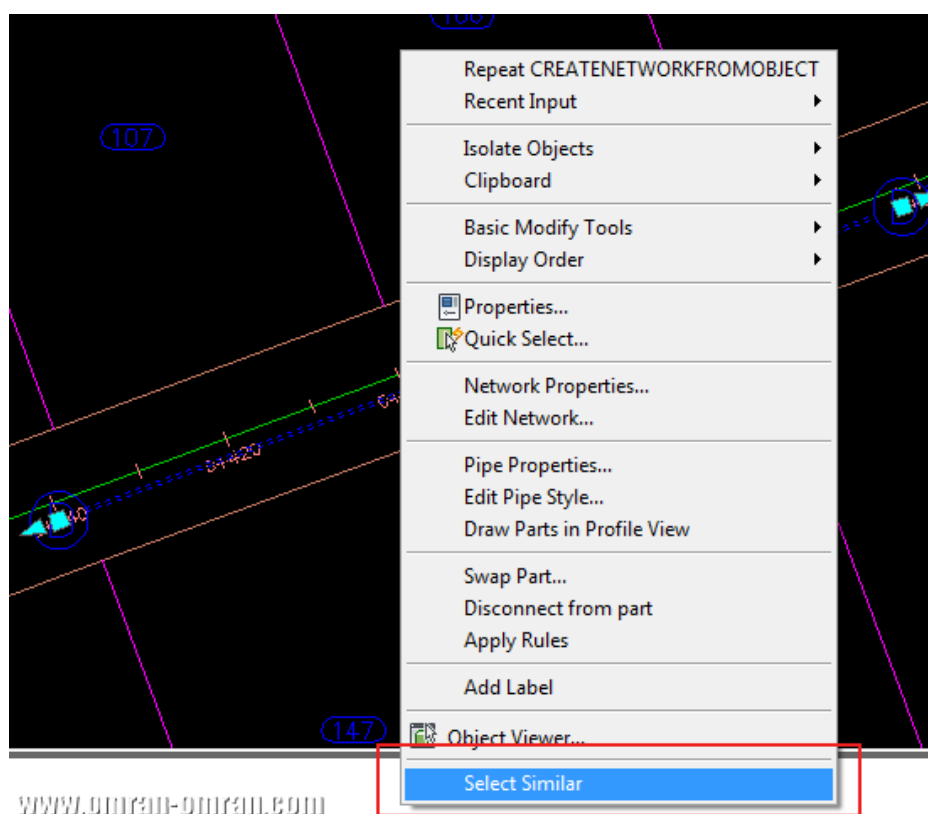 106
Repeat CREATENETWORKFROMOBJECT
Recent Input
107
Isolate Objects
Clipboard
Basic Modify Tools
Display Order
Properties...
Quick Select...
Network Properties...
Edit Network...
Pipe Properties...
Edit Pipe Style...
Draw Parts in Profile View
Swap Part...
Disconnect from part
Apply Rules
Add Label
147
Object Viewer...
Select Similar
www.omran-omran.com